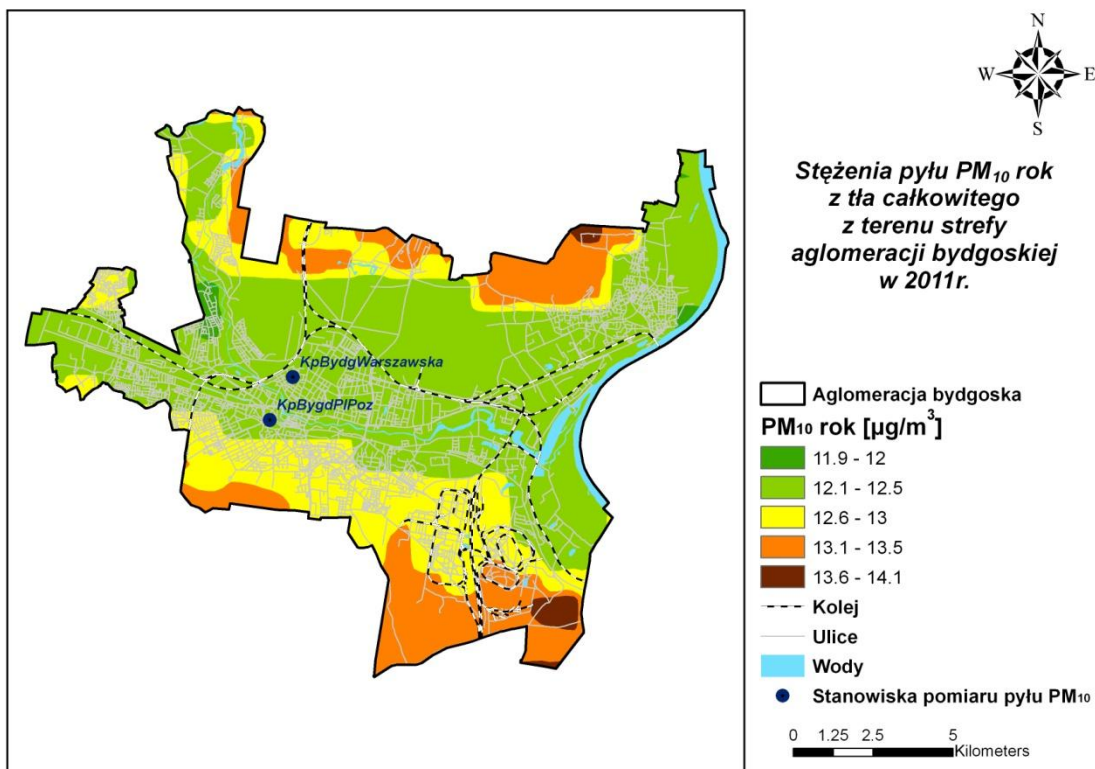 N
W E
S
Stężenia pyłu PM10 rok
z tła całkowitego
z terenu strefy
aglomeracji bydgoskiej
w 2011r.
KpBydgWarszawska
KpBygdPlPoz
Aglomeracja bydgoska
PM10 rok [µg/m³]
11.9 - 12
12.1 - 12.5
12.6 - 13
13.1 - 13.5
13.6 - 14.1
Kolej
Ulice
Wody
Stanowiska pomiaru pyłu PM10
0 1.25 2.5 5
Kilometers